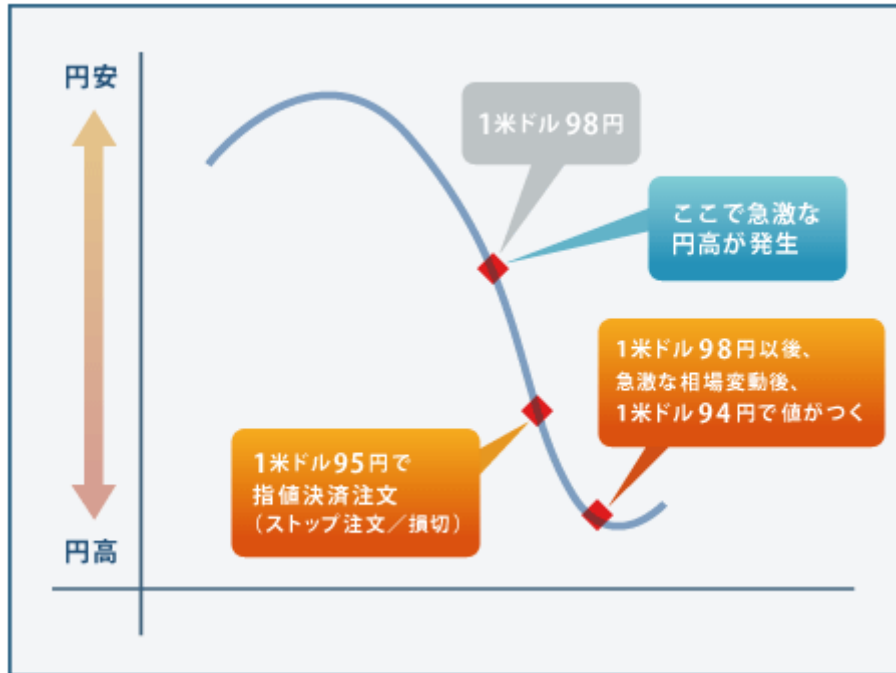 円安
1米ドル98円
ここで急激な
円高が発生
1米ドル98円以後、
急激な相場変動後、
1米ドル94円で値がつく
1米ドル95円で
指値決済注文
（ストップ注文／損切）
円高